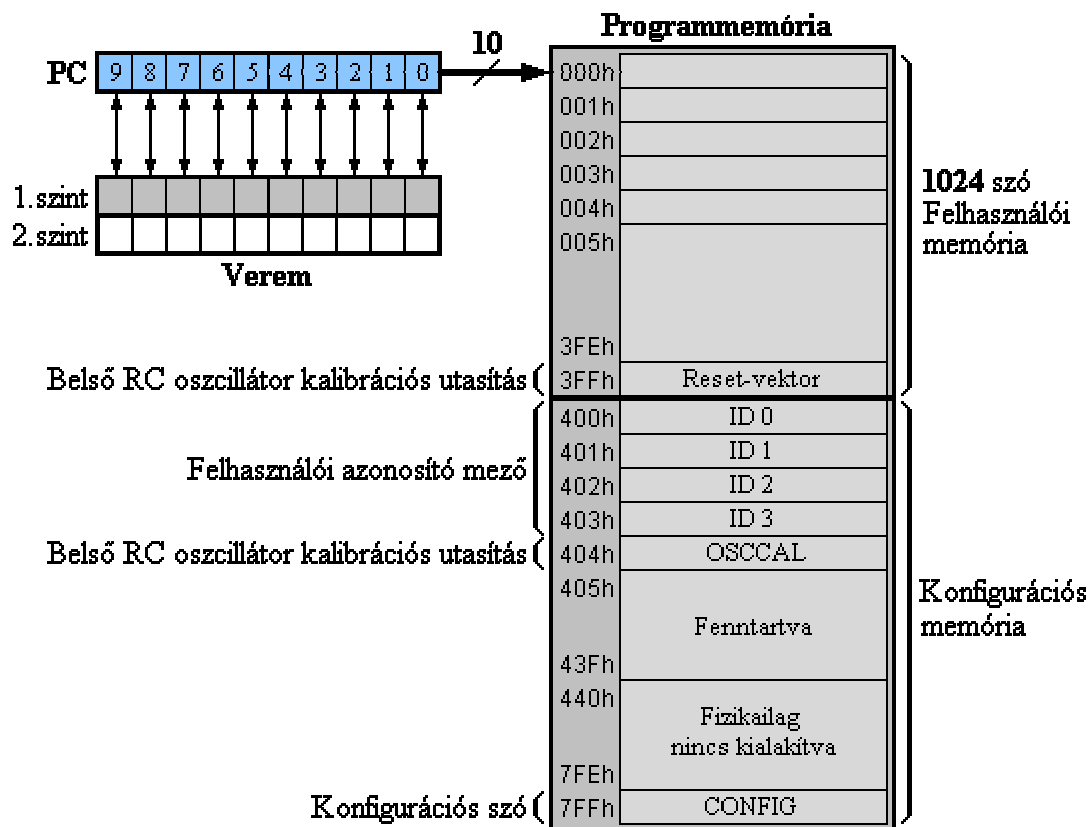 Programmemória
10
PC 9 8 7 6 5 4 3 2 1 0
1.szint
2.szint
Verem
000h
001h
002h
003h
004h
005h
3FEh
3FFh Reset-vektor
1024 szó
Felhasználói
memória
Belső RC oszcillátor kalibrációs utasítás
400h ID 0
401h ID 1
402h ID 2
403h ID 3
Felhasználói azonosító mező
Belső RC oszcillátor kalibrációs utasítás
404h OSCCAL
405h
Fenntartva
43Fh
440h
Fizikailag
nincs kialakítva
7FEh
7FFh CONFIG
Konfigurációs
memória
Konfigurációs szó